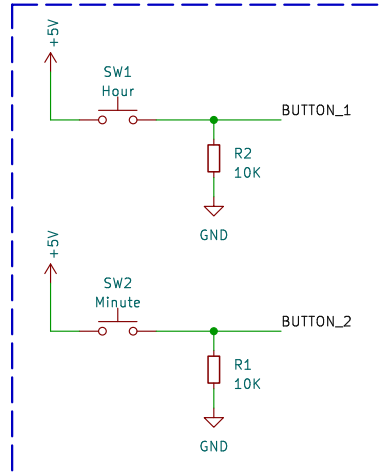 +5V
SW1
Hour
BUTTON_1
R2
10K
GND
+5V
SW2
Minute
BUTTON_2
R1
10K
GND